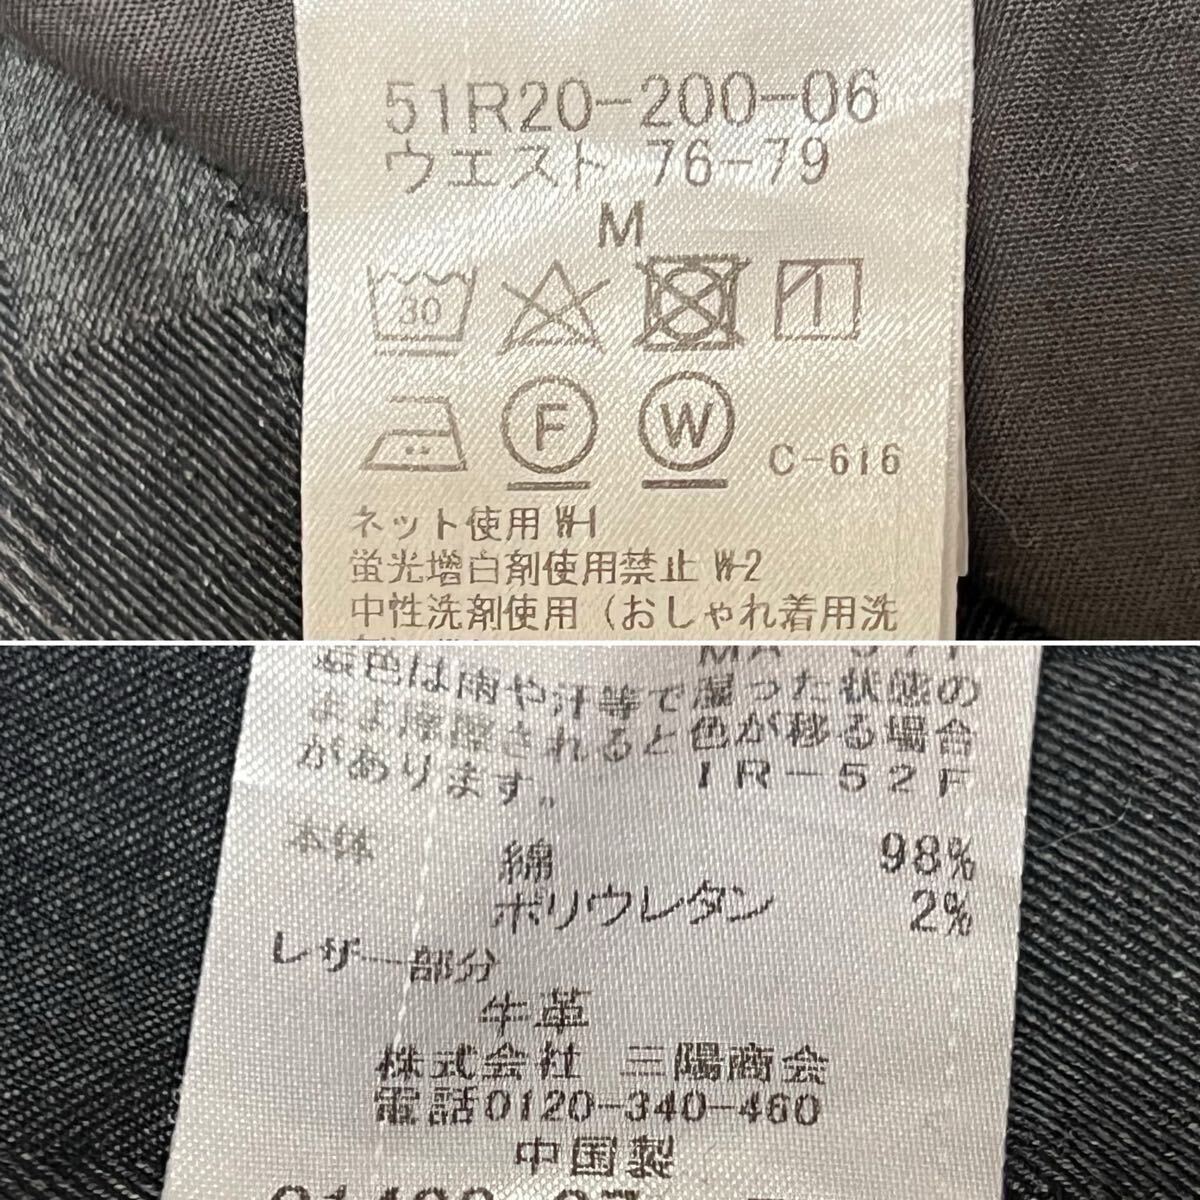 51R20-200-06
ウエスト 76-79
M
30
F W C-616
ネット使用 W-1
蛍光増白剤使用禁止 W-2
中性洗剤使用（おしゃれ着用洗
濃色は雨や汗等で湿った状態の
まま摩擦されると色が移る場合
があります。 IR-52F
本体 綿 98%
ポリウレタン 2%
レザー部分
牛革
株式会社 三陽商会
電話0120-340-460
中国製